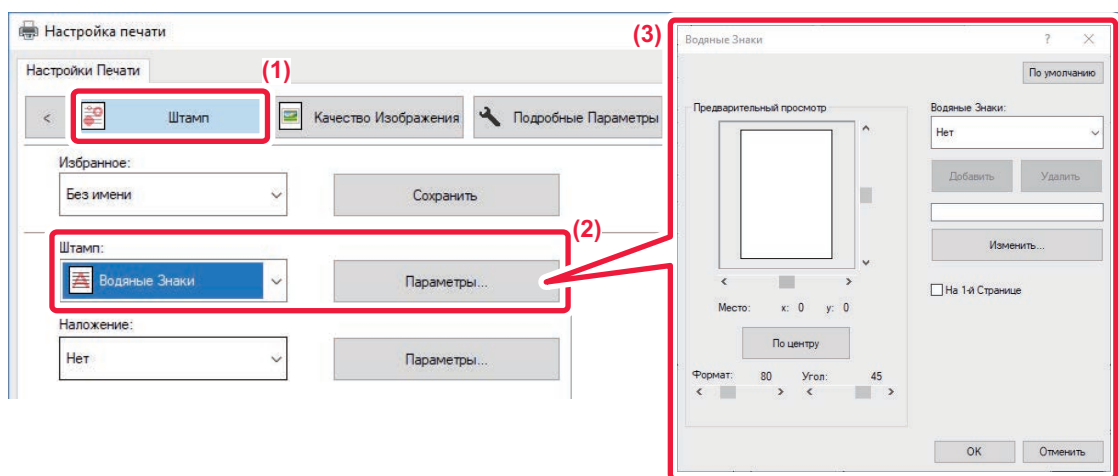 Настройка печати
Настройки Печати
(1)
<
Штамп
Качество Изображения
Подробные Параметры
Избранное:
Без имени
Сохранить
(2)
Штамп:
Водяные Знаки
Параметры...
Наложение:
Нет
Параметры...
(3)
Водяные Знаки
?
По умолчанию
Предварительный просмотр
Место: x: 0 y: 0
По центру
Формат: 80 Угол: 45
Водяные Знаки:
Нет
Добавить
Удалить
Изменить...
На 1-й Странице
OK
Отменить